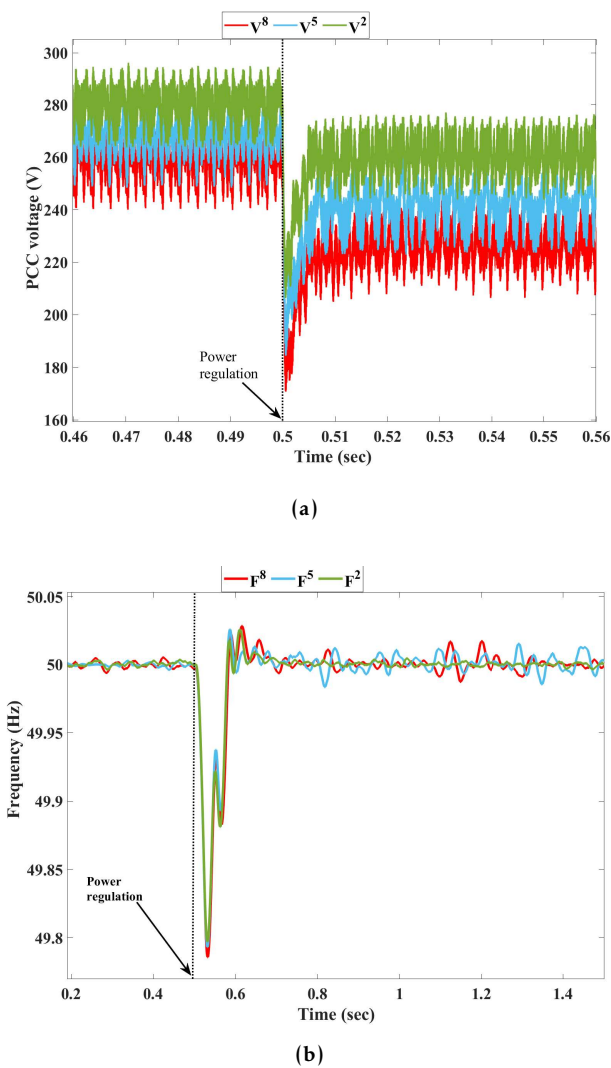 V⁸ V⁵ V²
300
280
260
240
220
200
180
160
PCC voltage (V)
Power
regulation
0.46 0.47 0.48 0.49 0.5 0.51 0.52 0.53 0.54 0.55 0.56
Time (sec)
(a)
F⁸ F⁵ F²
50.05
50
49.95
49.9
49.85
49.8
Frequency (Hz)
Power
regulation
0.2 0.4 0.6 0.8 1 1.2 1.4
Time (sec)
(b)